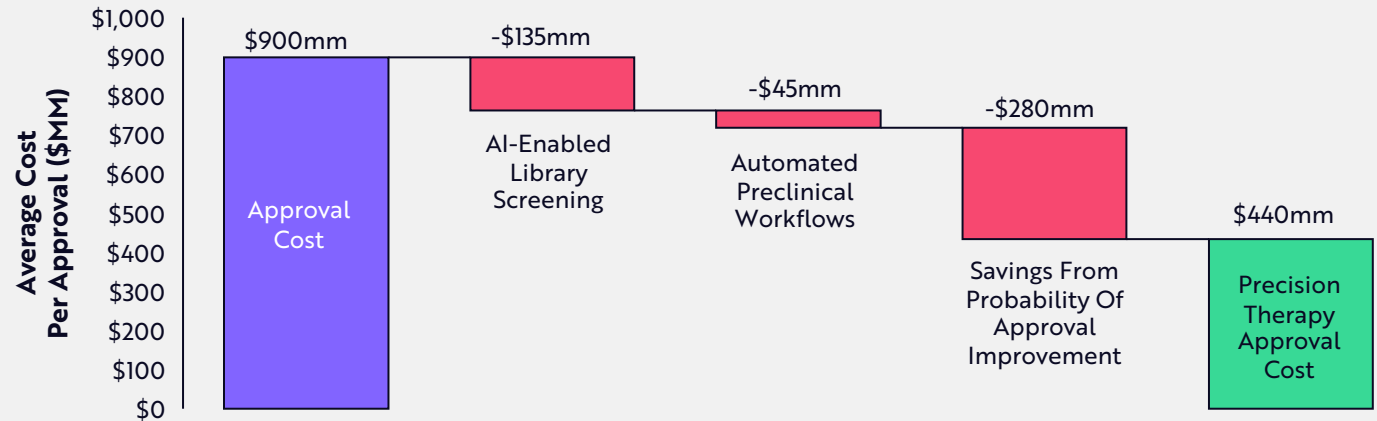 Average Cost
Per Approval ($MM)
$1,000
$900
$800
$700
$600
$500
$400
$300
$200
$100
$0
$900mm
Approval
Cost
-$135mm
AI-Enabled
Library
Screening
-$45mm
Automated
Preclinical
Workflows
-$280mm
Savings From
Probability Of
Approval
Improvement
$440mm
Precision
Therapy
Approval
Cost